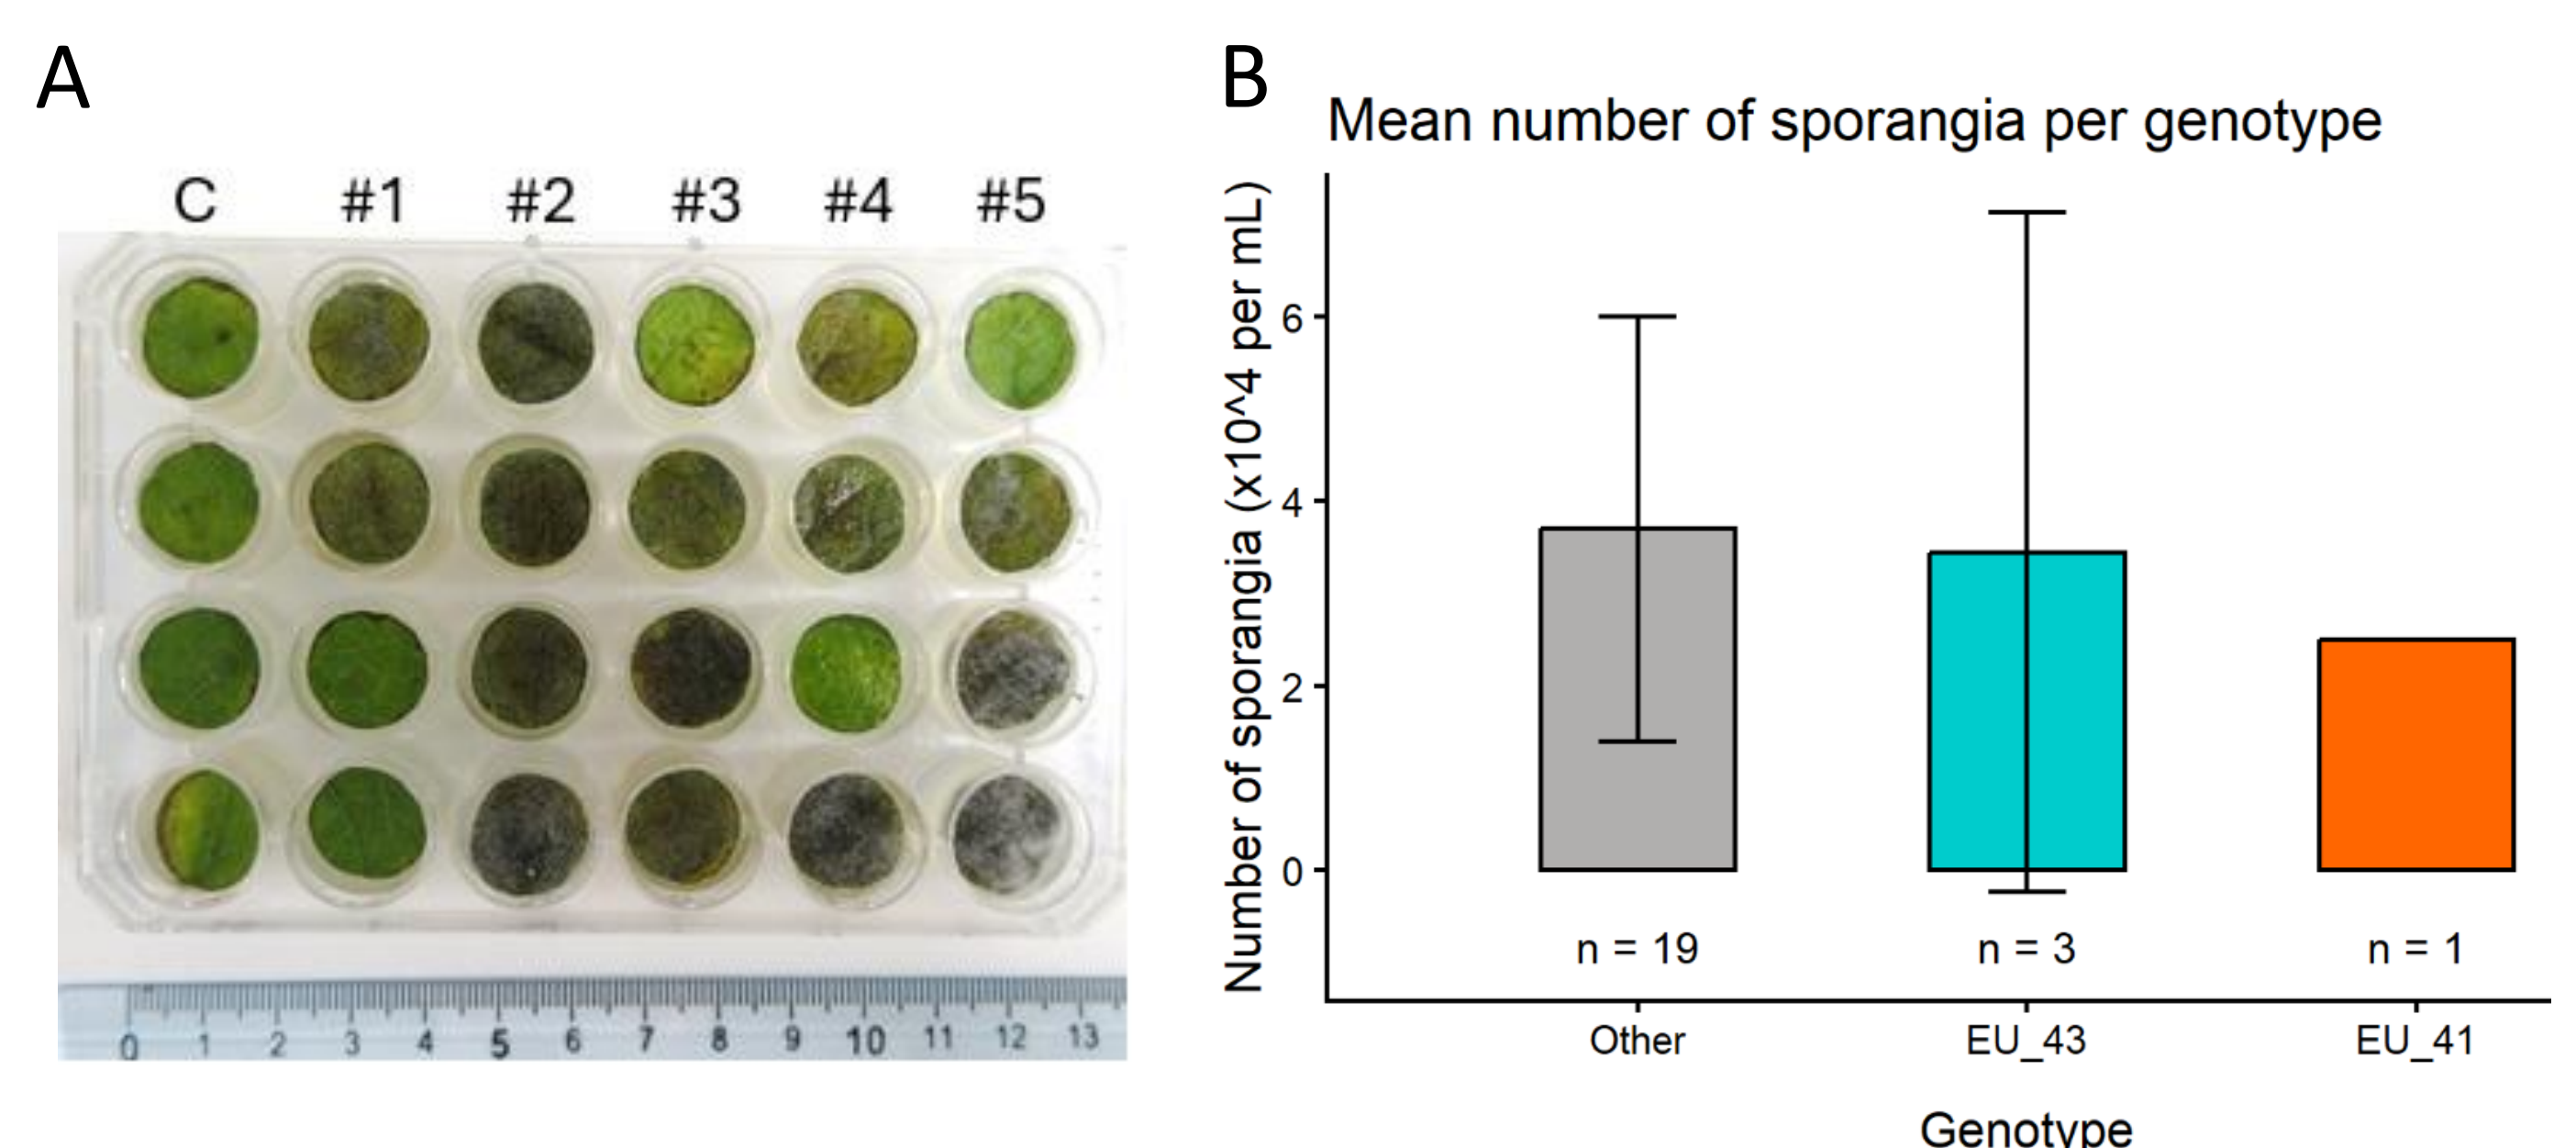 A
C #1 #2 #3 #4 #5
0 1 2 3 4 5 6 7 8 9 10 11 12 13
B
Mean number of sporangia per genotype
Number of sporangia (x10^4 per mL)
6
4
2
0
n = 19 n = 3 n = 1
Other EU_43 EU_41
Genotype